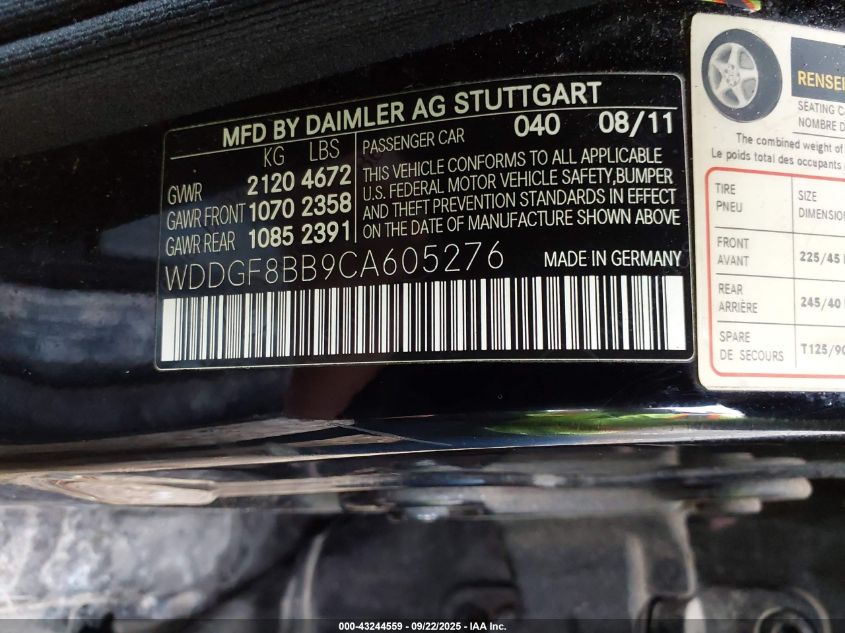 MFD BY DAIMLER AG STUTTGART
KG LBS
GVWR 2120 4672
GAWR FRONT 1070 2358
GAWR REAR 1085 2391
PASSENGER CAR 040 08/11
THIS VEHICLE CONFORMS TO ALL APPLICABLE
U.S. FEDERAL MOTOR VEHICLE SAFETY, BUMPER
AND THEFT PREVENTION STANDARDS IN EFFECT
ON THE DATE OF MANUFACTURE SHOWN ABOVE
WDDGF8BB9CA605276 MADE IN GERMANY
SEATING
NOMBRE
The combined weight of
Le poids total des occupants
TIRE SIZE
PNEU
FRONT
AVANT 225/45
REAR
ARRIÈRE 245/40
SPARE
DE SECOURS T125/90
000-43244559 - 09/22/2025 - IAA Inc.